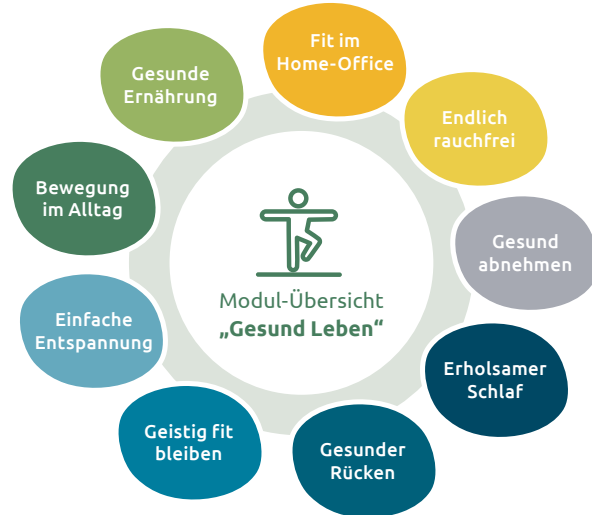 Fit im
Home-Office
Endlich
rauchfrei
Gesund
abnehmen
Erholsamer
Schlaf
Gesunder
Rücken
Geistig fit
bleiben
Einfache
Entspannung
Bewegung
im Alltag
Gesunde
Ernährung
Modul-Übersicht
„Gesund Leben“